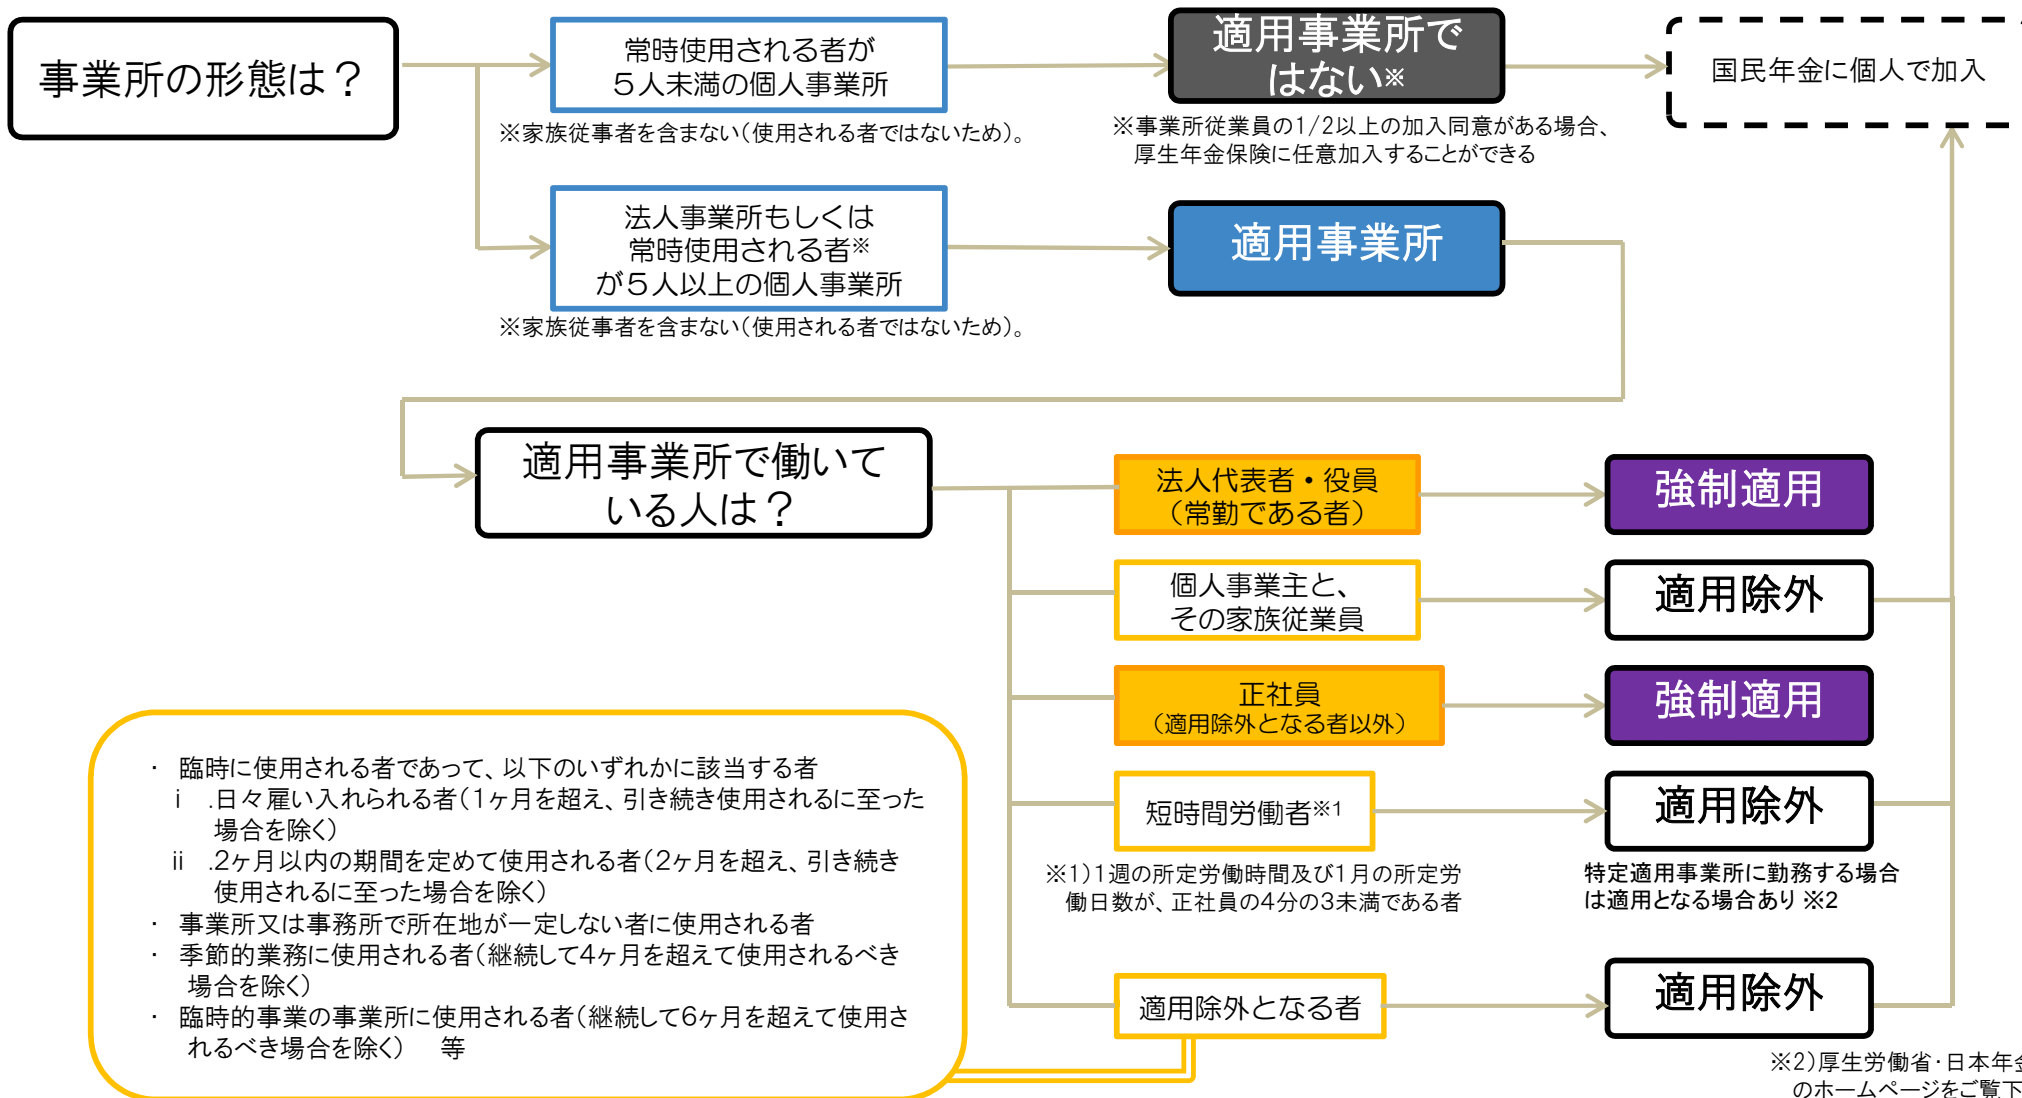 事業所の形態は？
常時使用される者が
５人未満の個人事業所
※家族従事者を含まない（使用される者ではないため）。
適用事業所で
はない※
※事業所従業員の1/2以上の加入同意がある場合、
厚生年金保険に任意加入することができる
国民年金に個人で加入
法人事業所もしくは
常時使用される者※
が５人以上の個人事業所
※家族従事者を含まない（使用される者ではないため）。
適用事業所
適用事業所で働いて
いる人は？
法人代表者・役員
（常勤である者）
強制適用
個人事業主と、
その家族従業員
適用除外
正社員
（適用除外となる者以外）
強制適用
短時間労働者※1
適用除外
※1)1週の所定労働時間及び1月の所定労
働日数が、正社員の4分の3未満である者
特定適用事業所に勤務する場合
は適用となる場合あり ※2
適用除外となる者
適用除外
・ 臨時に使用される者であって、以下のいずれかに該当する者
ⅰ .日々雇い入れられる者（1ヶ月を超え、引き続き使用されるに至った
場合を除く）
ⅱ .2ヶ月以内の期間を定めて使用される者（2ヶ月を超え、引き続き
使用されるに至った場合を除く）
・ 事業所又は事務所で所在地が一定しない者に使用される者
・ 季節的業務に使用される者（継続して4ヶ月を超えて使用されるべき
場合を除く）
・ 臨時的事業の事業所に使用される者（継続して6ヶ月を超えて使用さ
れるべき場合を除く） 等
※2)厚生労働省・日本年金
のホームページをご覧下